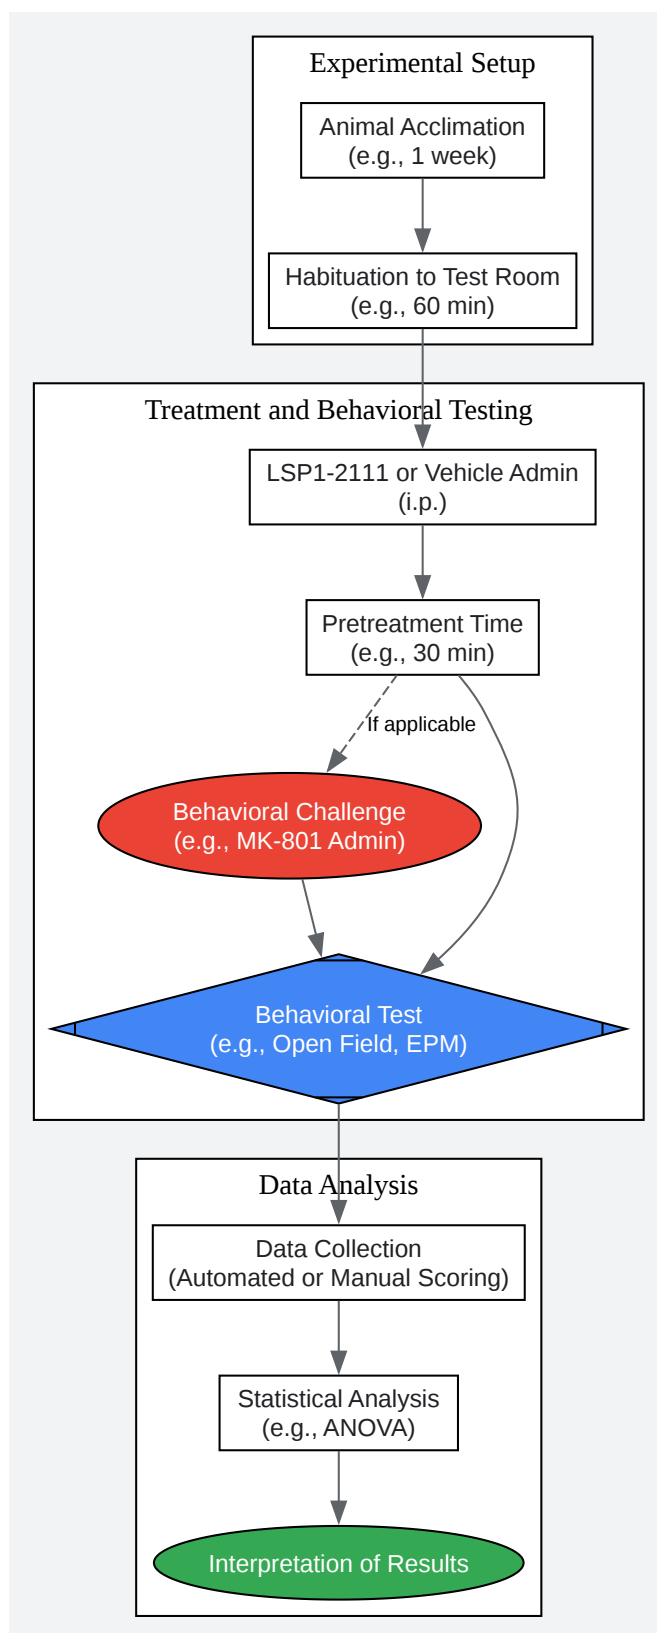 Experimental Setup
Animal Acclimation
(e.g., 1 week)
Habituation to Test Room
(e.g., 60 min)
Treatment and Behavioral Testing
LSP1-2111 or Vehicle Admin
(i.p.)
Pretreatment Time
(e.g., 30 min)
If applicable
Behavioral Challenge
(e.g., MK-801 Admin)
Behavioral Test
(e.g., Open Field, EPM)
Data Analysis
Data Collection
(Automated or Manual Scoring)
Statistical Analysis
(e.g., ANOVA)
Interpretation of Results